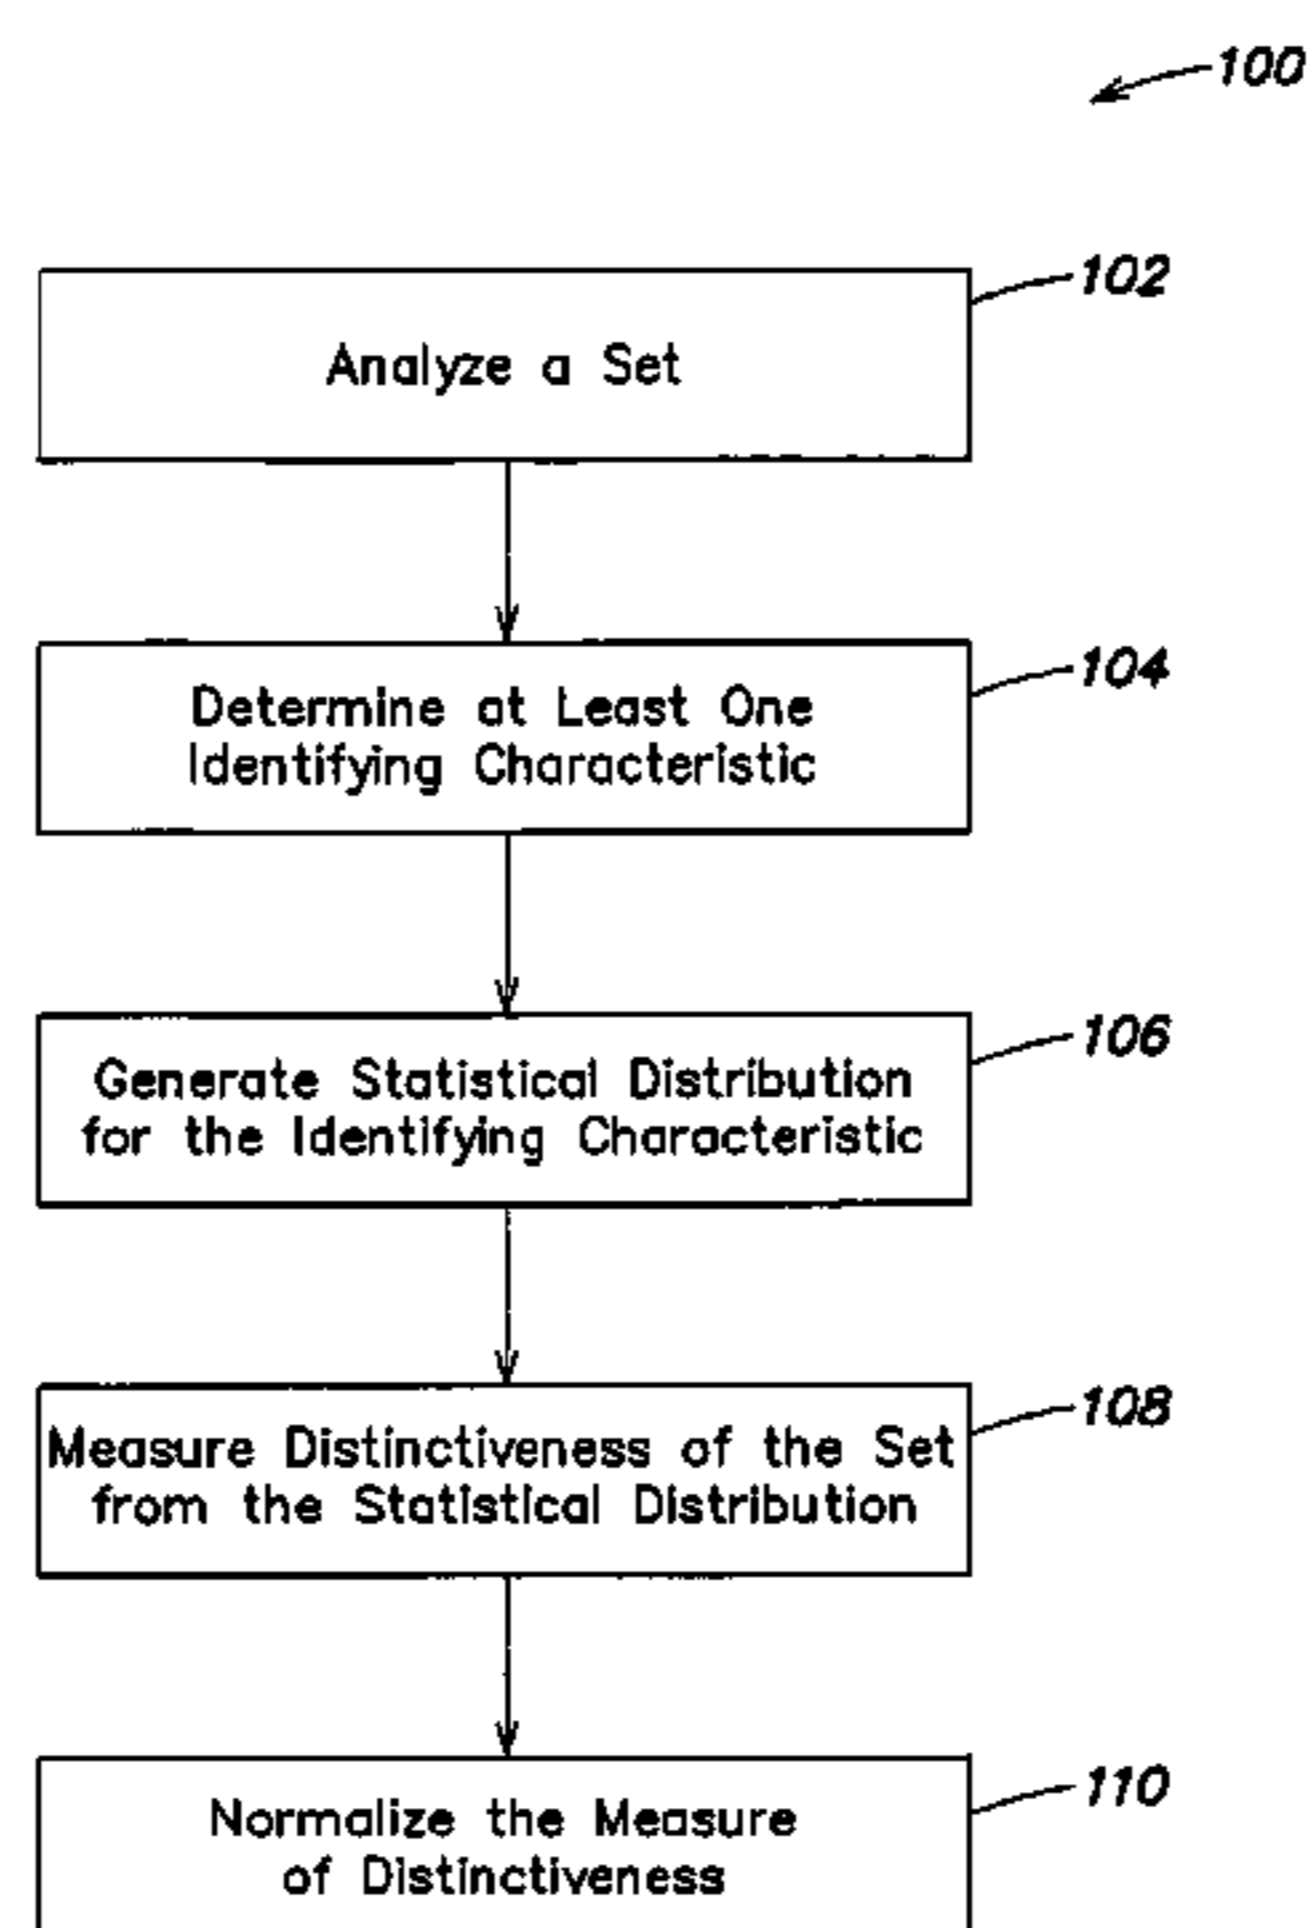 100
102
Analyze a Set
104
Determine at Least One
Identifying Characteristic
106
Generate Statistical Distribution
for the Identifying Characteristic
108
Measure Distinctiveness of the Set
from the Statistical Distribution
110
Normalize the Measure
of Distinctiveness